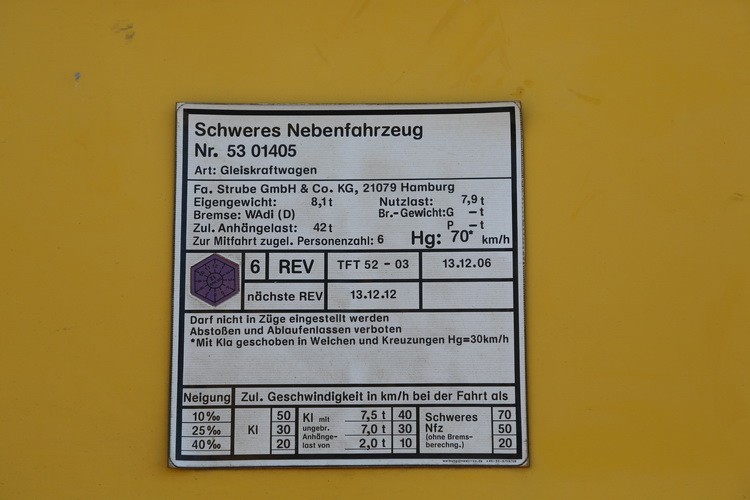 Schweres Nebenfahrzeug
Nr. 53 01405
Art: Gleiskraftwagen
Fa. Strube GmbH & Co. KG, 21079 Hamburg
Eigengewicht: 8,1 t Nutzlast: 7,9 t
Bremse: WAdi (D) Br.-Gewicht:G – t
Zul. Anhängelast: 42 t P – t
Zur Mitfahrt zugel. Personenzahl: 6 Hg: 70* km/h
6 REV TFT 52 - 03 13.12.06
nächste REV 13.12.12
Darf nicht in Züge eingestellt werden
Abstoßen und Ablaufenlassen verboten
*Mit Kla geschoben in Weichen und Kreuzungen Hg=30km/h
Neigung Zul. Geschwindigkeit in km/h bei der Fahrt als
10‰ Kl 50 Kl mit 7,5 t 40 Schweres 70
25‰ 30 ungebr. 7,0 t 30 Nfz 50
40‰ 20 Anhänge- 2,0 t 10 (ohne Brems- 20
last von berechng.)